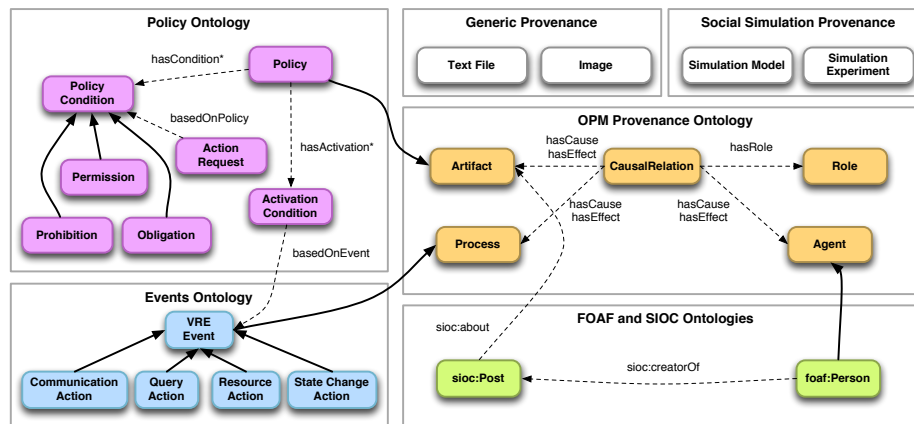 Policy Ontology
hasCondition*
Policy
Policy
Condition
basedOnPolicy
Action
Request
hasActivation*
Permission
Activation
Condition
Prohibition
Obligation
basedOnEvent
Events Ontology
VRE
Event
Communication
Action
Query
Action
Resource
Action
State Change
Action
Generic Provenance
Text File
Image
Social Simulation Provenance
Simulation Model
Simulation
Experiment
OPM Provenance Ontology
hasCause
hasEffect
hasRole
Artifact
CausalRelation
Role
hasCause
hasEffect
hasCause
hasEffect
Process
Agent
FOAF and SIOC Ontologies
sioc:about
sioc:creatorOf
sioc:Post
foaf:Person